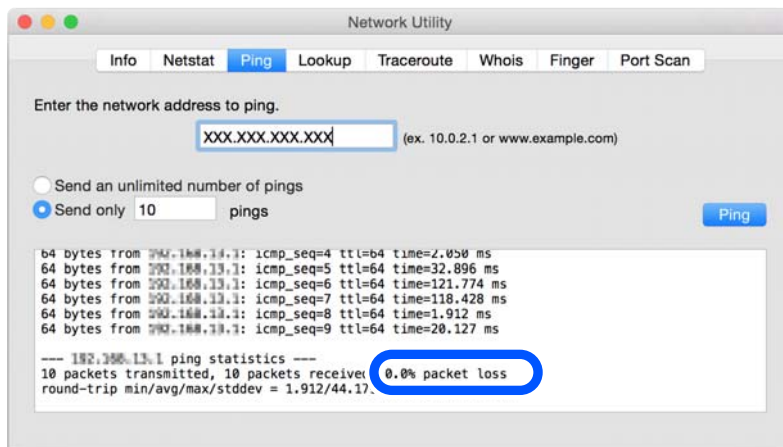 Network Utility
Info Netstat Ping Lookup Traceroute Whois Finger Port Scan
Enter the network address to ping.
XXX.XXX.XXX.XXX (ex. 10.0.2.1 or www.example.com)
Send an unlimited number of pings
Send only 10 pings
Ping
64 bytes from : icmp_seq=4 ttl=64 time=2.050 ms
64 bytes from : icmp_seq=5 ttl=64 time=32.896 ms
64 bytes from : icmp_seq=6 ttl=64 time=121.774 ms
64 bytes from : icmp_seq=7 ttl=64 time=118.428 ms
64 bytes from : icmp_seq=8 ttl=64 time=1.912 ms
64 bytes from : icmp_seq=9 ttl=64 time=20.127 ms
--- ping statistics ---
10 packets transmitted, 10 packets received 0.0% packet loss
round-trip min/avg/max/stddev = 1.912/44.17